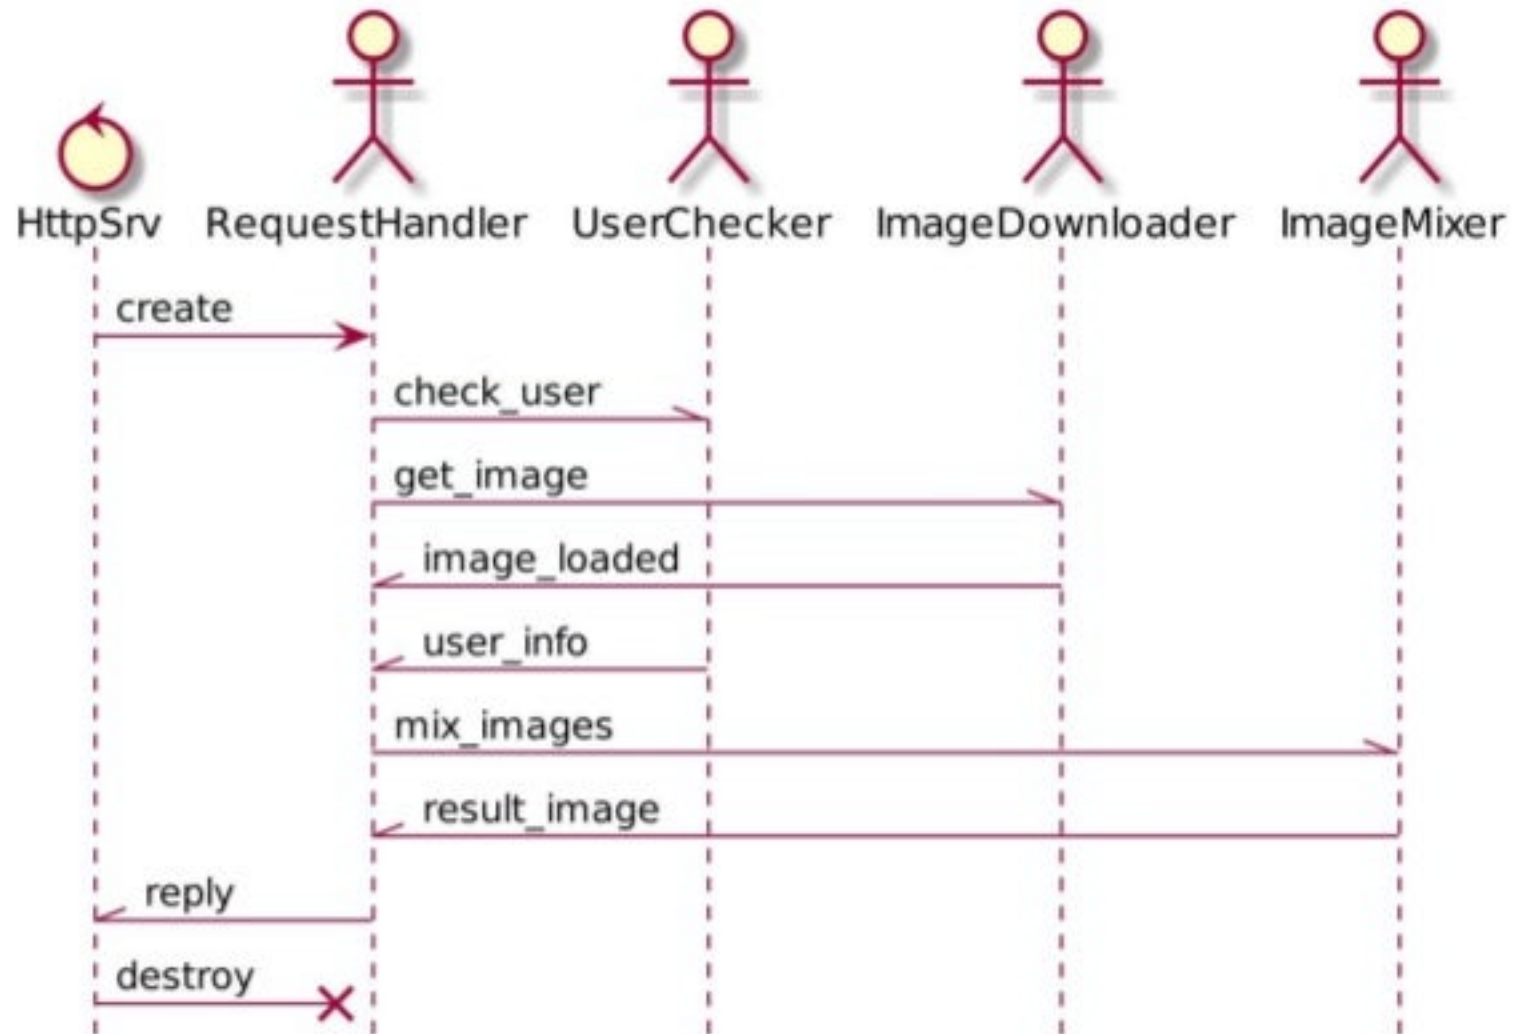 HttpSrv RequestHandler UserChecker ImageDownloader ImageMixer
create
check_user
get_image
image_loaded
user_info
mix_images
result_image
reply
destroy